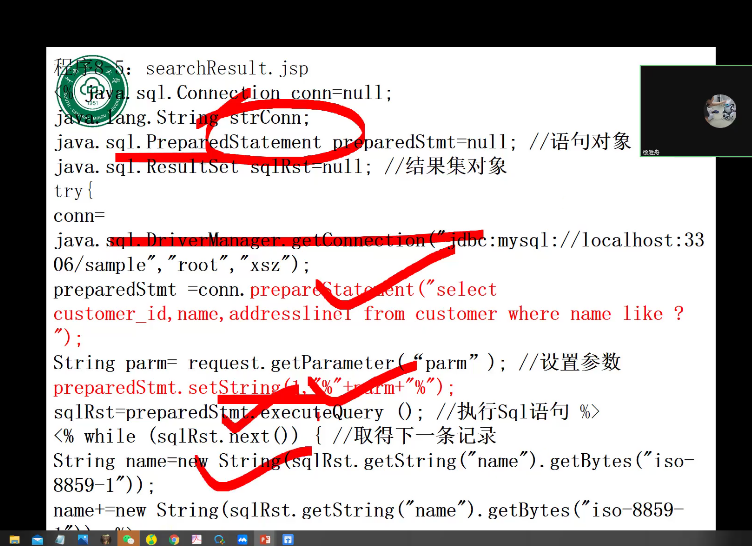 程序8-5: searchResult.jsp
<% java.sql.Connection conn=null;
java.lang.String strConn;
java.sql.PreparedStatement preparedStmt=null; //语句对象
java.sql.ResultSet sqlRst=null; //结果集对象
try{
conn=
java.sql.DriverManager.getConnection("jdbc:mysql://localhost:33
06/sample","root","xsz");
preparedStmt =conn.prepareStatement("select
customer_id,name,addressline1 from customer where name like ?
");
String parm= request.getParameter(“parm”); //设置参数
preparedStmt.setString(1,"%"+parm+"%");
sqlRst=preparedStmt.executeQuery (); //执行Sql语句 %>
<% while (sqlRst.next()) { //取得下一条记录
String name=new String(sqlRst.getString("name").getBytes("iso-
8859-1"));
name+=new String(sqlRst.getString("name").getBytes("iso-8859-